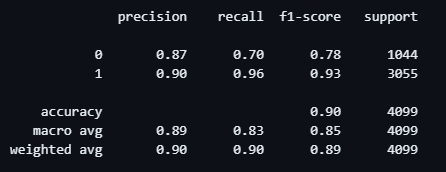 precision recall f1-score support
0 0.87 0.70 0.78 1044
1 0.90 0.96 0.93 3055
accuracy 0.90 4099
macro avg 0.89 0.83 0.85 4099
weighted avg 0.90 0.90 0.89 4099